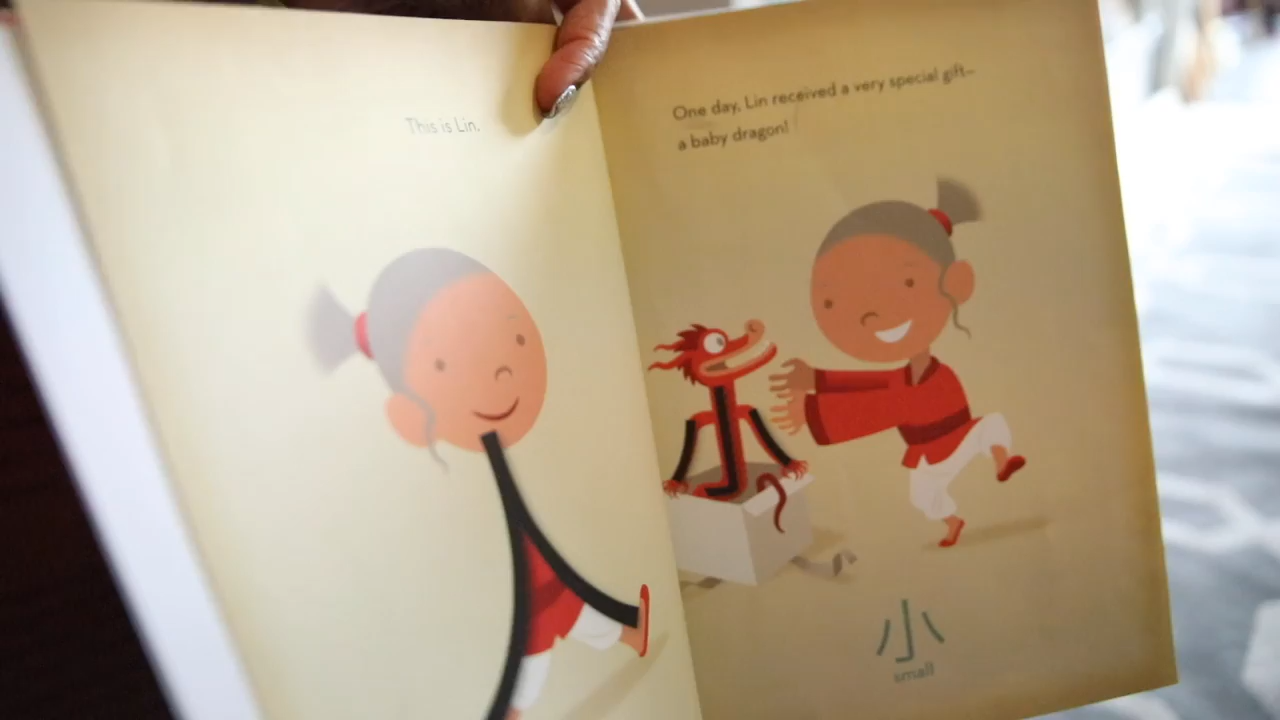 This is Lin.
One day, Lin received a very special gift–
a baby dragon!
小
small